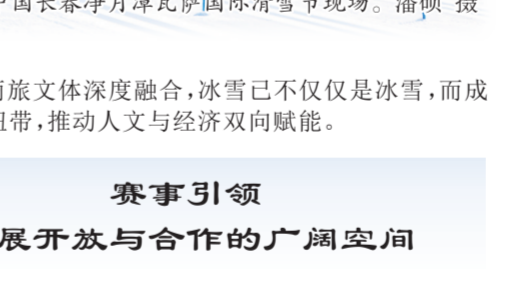 中国长春净月潭瓦萨国际滑雪节现场。潘硕 摄
旅文体深度融合，冰雪已不仅仅是冰雪，而成
纽带，推动人文与经济双向赋能。
赛事引领
展开放与合作的广阔空间